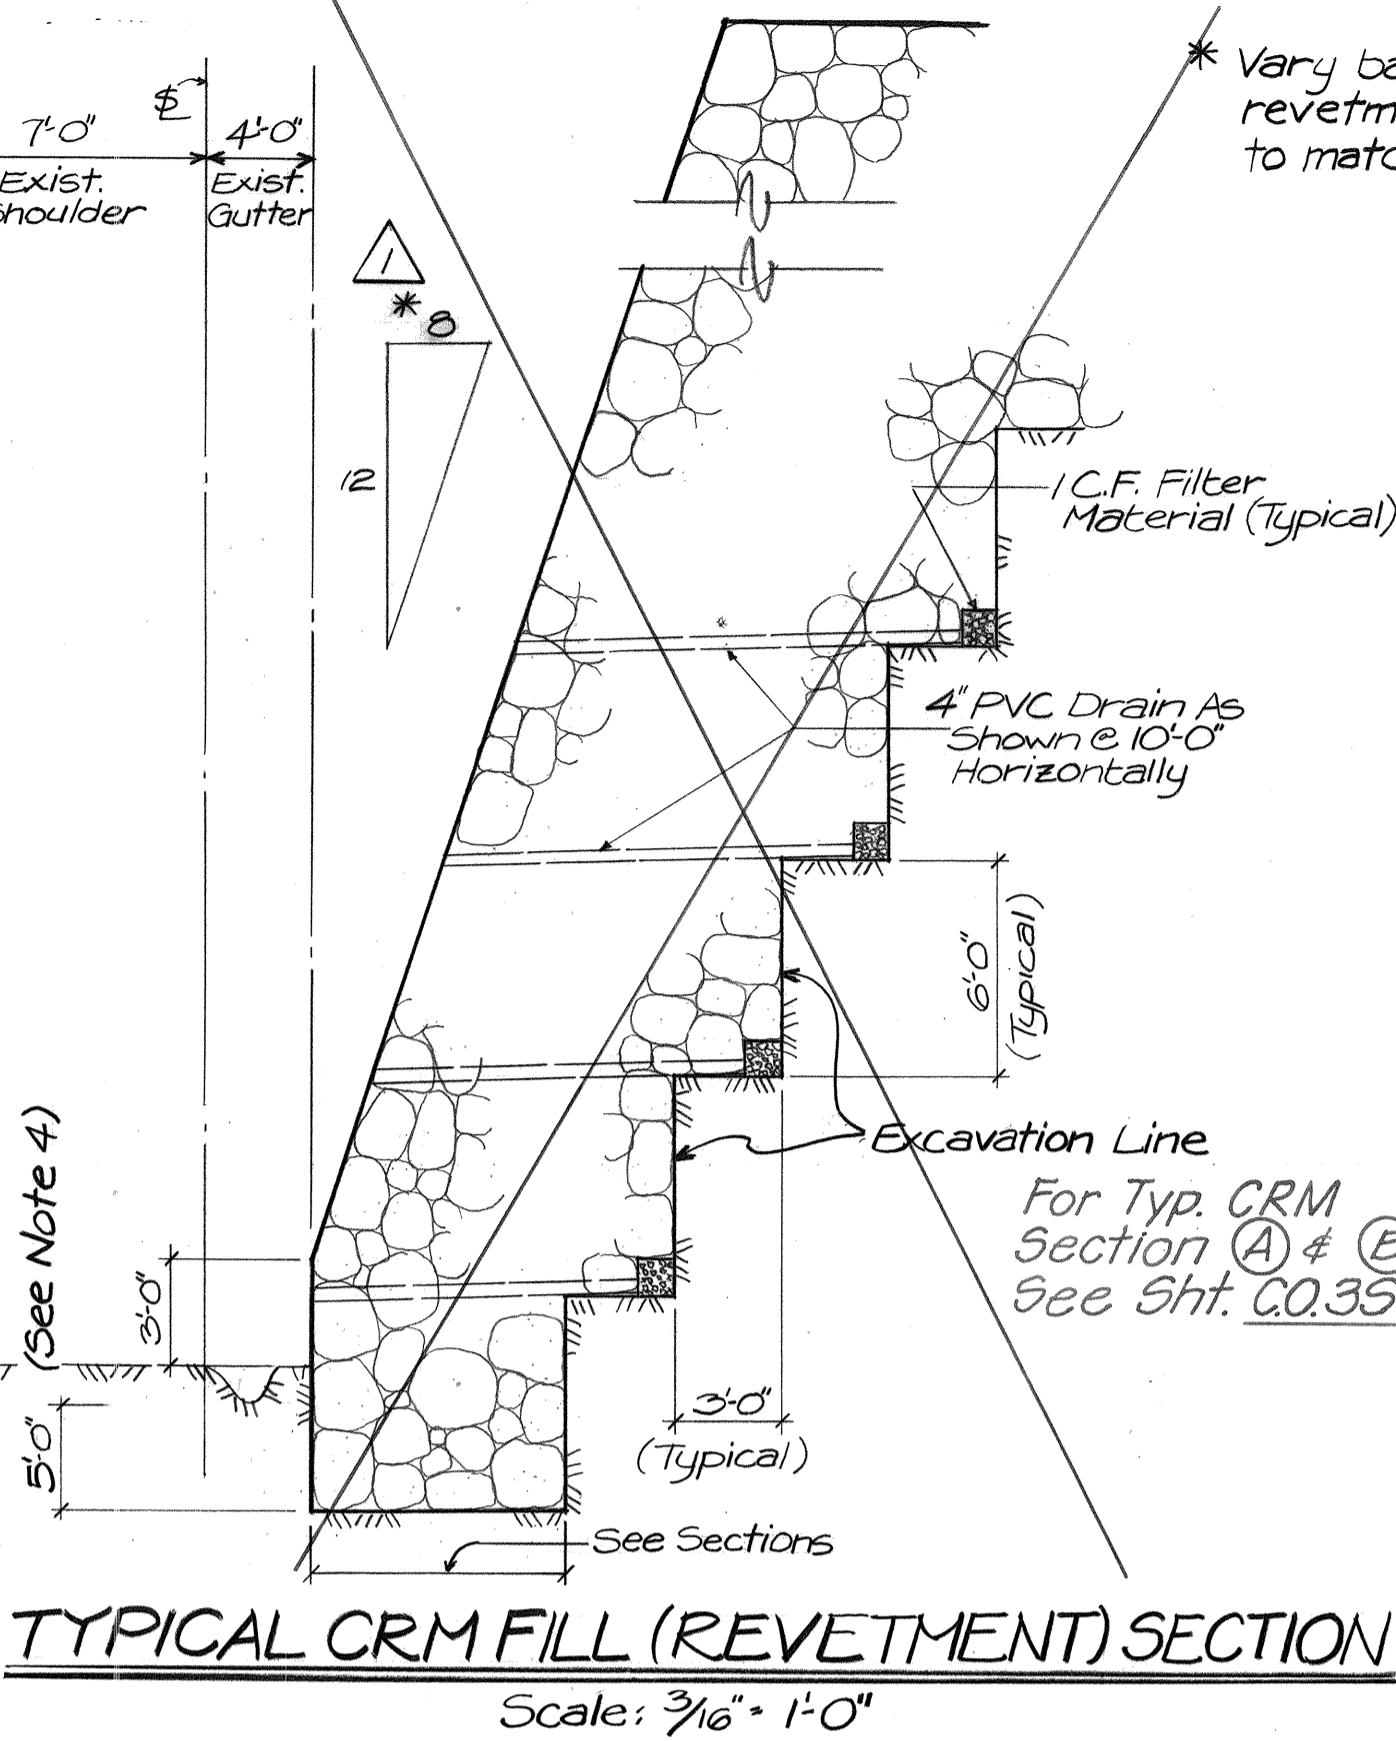 * Vary
7'-0"
4'-0"
to
Exist.
Exist.
Shoulder
Gutter
1
* 8
12
1 C.F. Filter
Material (Typical)
4" PVC Drain As
Shown @ 10'-0"
Horizontally
6'-0"
(Typical)
Excavation Line
For Typ. CRM
Section A &
See Sht. C.O.3S
(See Note 4)
3'-0"
5'-0"
3'-0"
(Typical)
See Sections
TYPICAL CRM FILL (REVETMENT) SECTION
Scale: 3/16" = 1'-0"